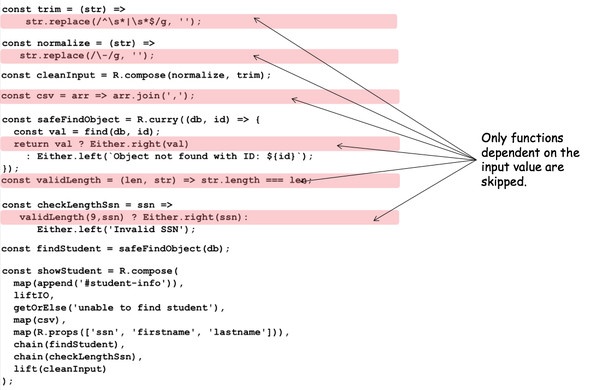 const trim = (str) =>
str.replace(/^\s*|\s*$/g, '');
const normalize = (str) =>
str.replace(/\-/g, '');
const cleanInput = R.compose(normalize, trim);
const csv = arr => arr.join(',');
const safeFindObject = R.curry((db, id) => {
const val = find(db, id);
return val ? Either.right(val)
: Either.left(`Object not found with ID: ${id}`);
});
const validLength = (len, str) => str.length === len;
const checkLengthSsn = ssn =>
validLength(9,ssn) ? Either.right(ssn):
Either.left('Invalid SSN');
const findStudent = safeFindObject(db);
const showStudent = R.compose(
map(append('#student-info')),
liftIO,
getOrElse('unable to find student'),
map(csv),
map(R.props(['ssn', 'firstname', 'lastname'])),
chain(findStudent),
chain(checkLengthSsn),
lift(cleanInput)
);
Only functions
dependent on the
input value are
skipped.